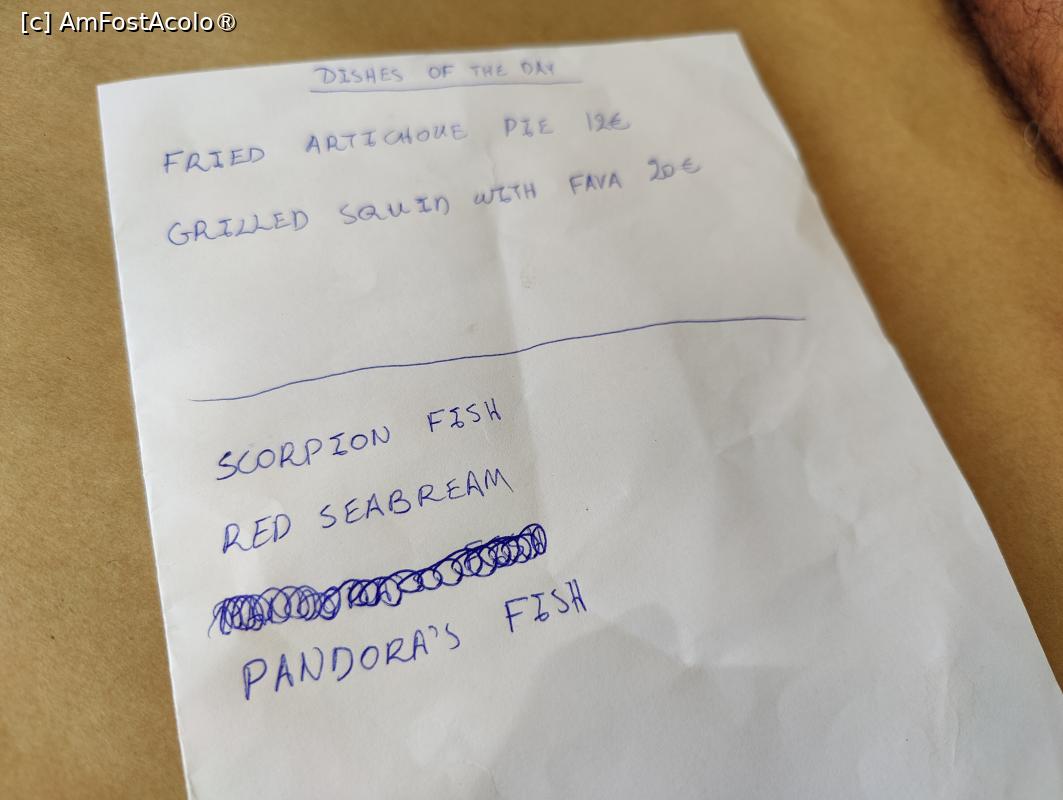 [c] AmFostAcolo®
DISHES OF THE DAY
FRIED ARTICHOKE PIE 12€
GRILLED SQUID WITH FAVA 20€
SCORPION FISH
RED SEABREAM
PANDORA'S FISH